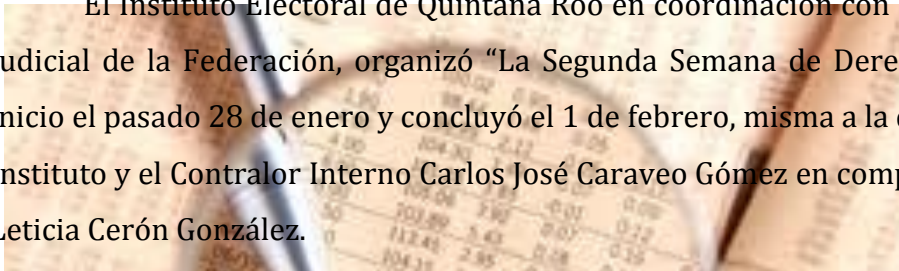 El Instituto Electoral de Quintana Roo en coordinación con
udicial de la Federación, organizó “La Segunda Semana de Dere
nicio el pasado 28 de enero y concluyó el 1 de febrero, misma a la
nstituto y el Contralor Interno Carlos José Caraveo Gómez en comp
Leticia Cerón González.